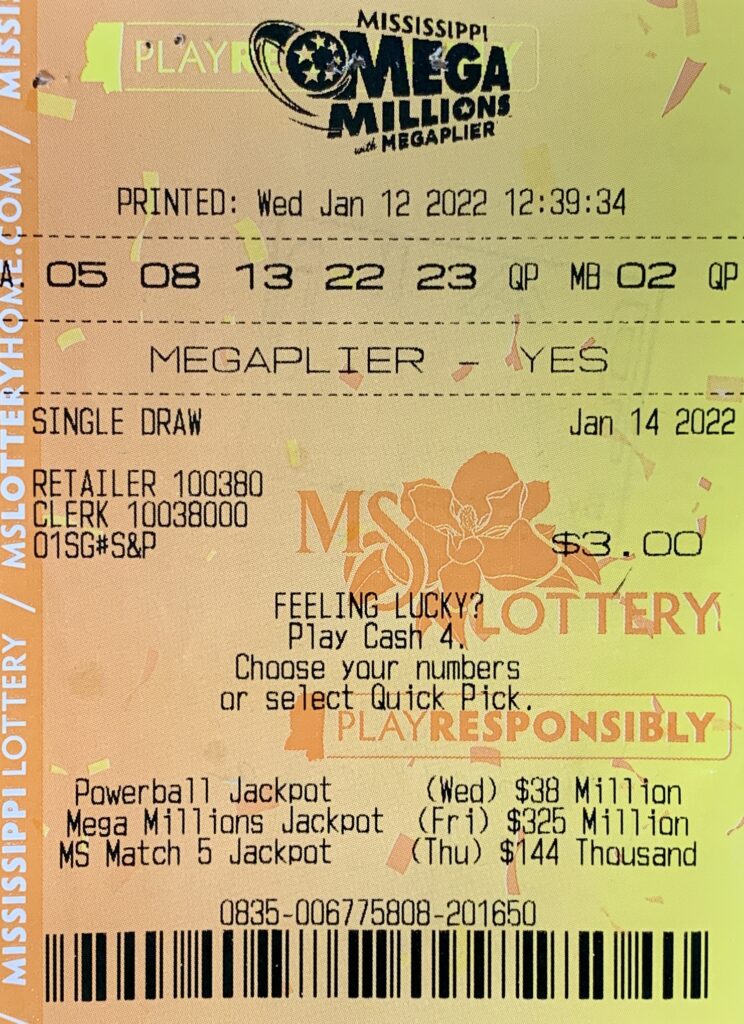 MISSISSIPPI
PLAYRE Y
MEGA
MILLIONS
with MEGAPLIER
PRINTED: Wed Jan 12 2022 12:39:34
A. 05 08 13 22 23 QP MB 02 QP
MEGAPLIER - YES
SINGLE DRAW Jan 14 2022
RETAILER 100380
CLERK 10038000
01SG#S&P $3.00
MS
LOTTERY
FEELING LUCKY?
Play Cash 4.
Choose your numbers
or select Quick Pick.
PLAYRESPONSIBLY
Powerball Jackpot (Wed) $38 Million
Mega Millions Jackpot (Fri) $325 Million
MS Match 5 Jackpot (Thu) $144 Thousand
0835-006775808-201650
MISSISSIPPI LOTTERY / MSLOTTERYHOME.COM / MISSI